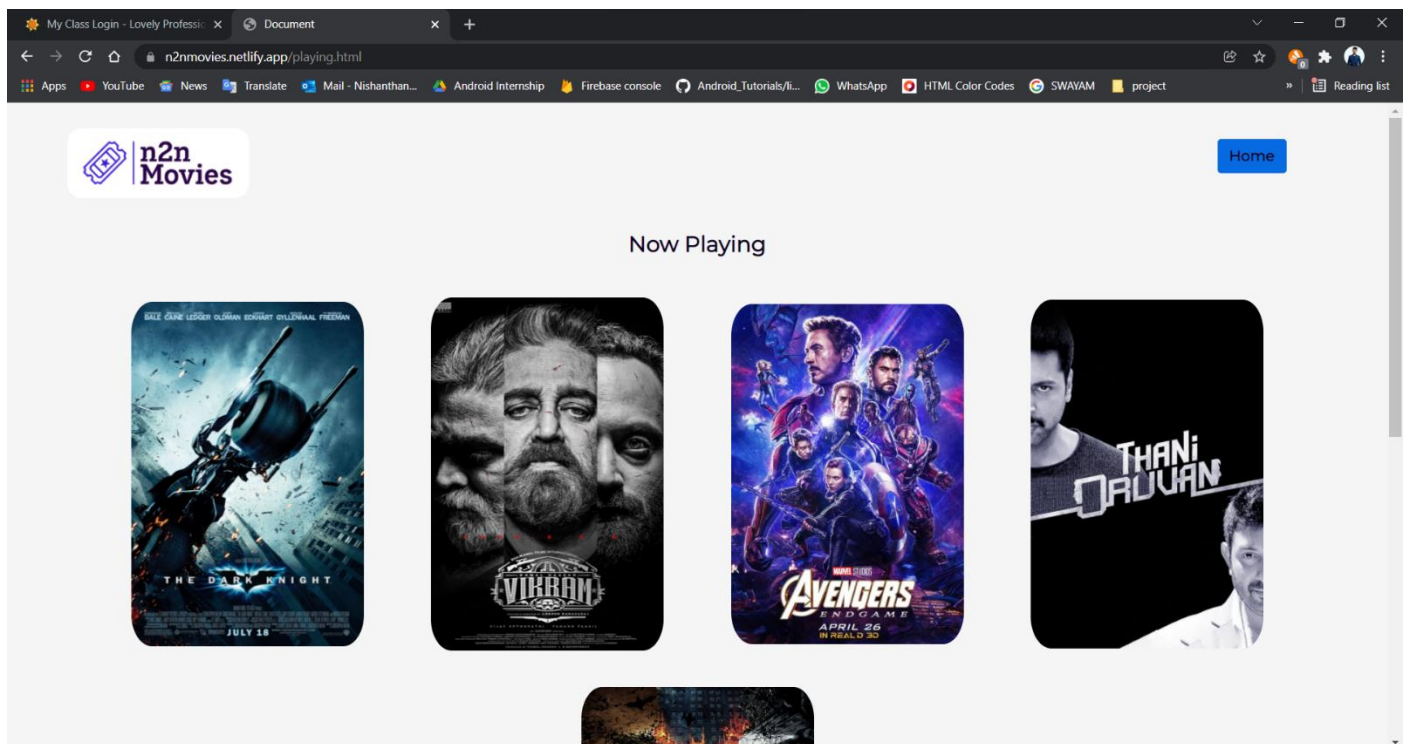 My Class Login - Lovely Professio
Document
n2nmovies.netlify.app/playing.html
Apps YouTube News Translate Mail - Nishanthan... Android Internship Firebase console Android_Tutorials/li... WhatsApp HTML Color Codes SWAYAM project » Reading list
n2n
Movies
Home
Now Playing
BALE CAINE LEDGER OLDMAN ECKHART GYLLENHAAL FREEMAN
THE DARK KNIGHT
JULY 18
VIKRAM
MARVEL STUDIOS
AVENGERS
ENDGAME
APRIL 26
IN REALD 3D
THANi
ORUVAN